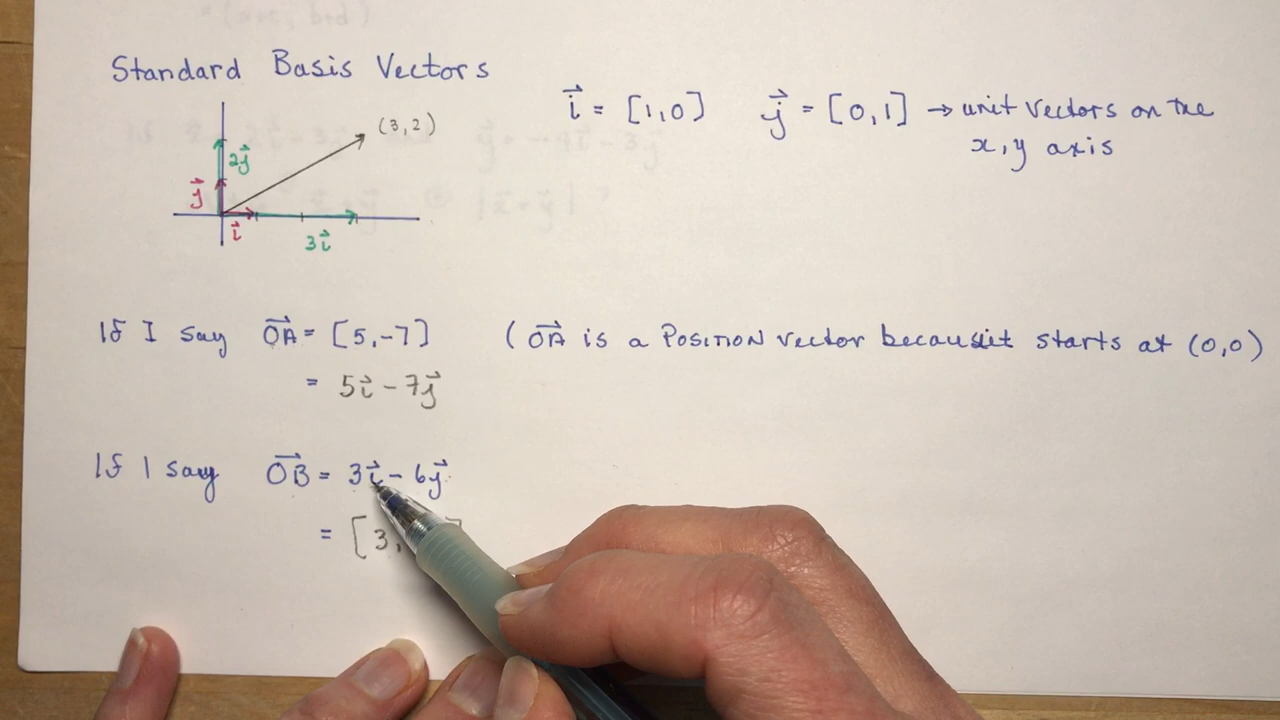 Standard Basis Vectors
i⃗ = [1,0]   j⃗ = [0,1] → unit vectors on the
x, y axis
(3,2)
2j⃗
j⃗
i⃗
3i⃗
If I say   OA⃗ = [5,-7]   (OA⃗ is a POSITION vector because it starts at (0,0)
= 5i⃗ - 7j⃗
If I say   OB⃗ = 3i⃗ - 6j⃗
= [3,